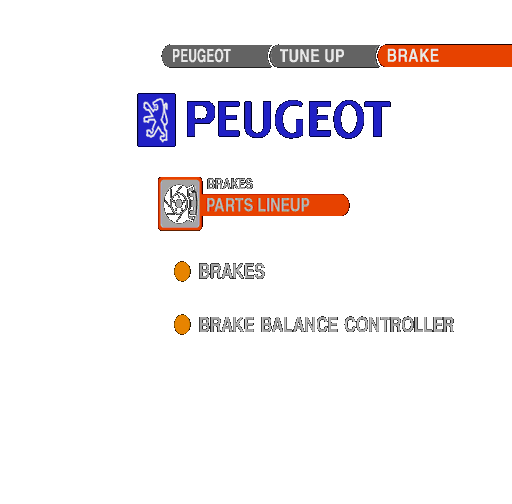 PEUGEOT TUNE UP BRAKE
PEUGEOT
BRAKES
PARTS LINEUP
BRAKES
BRAKE BALANCE CONTROLLER